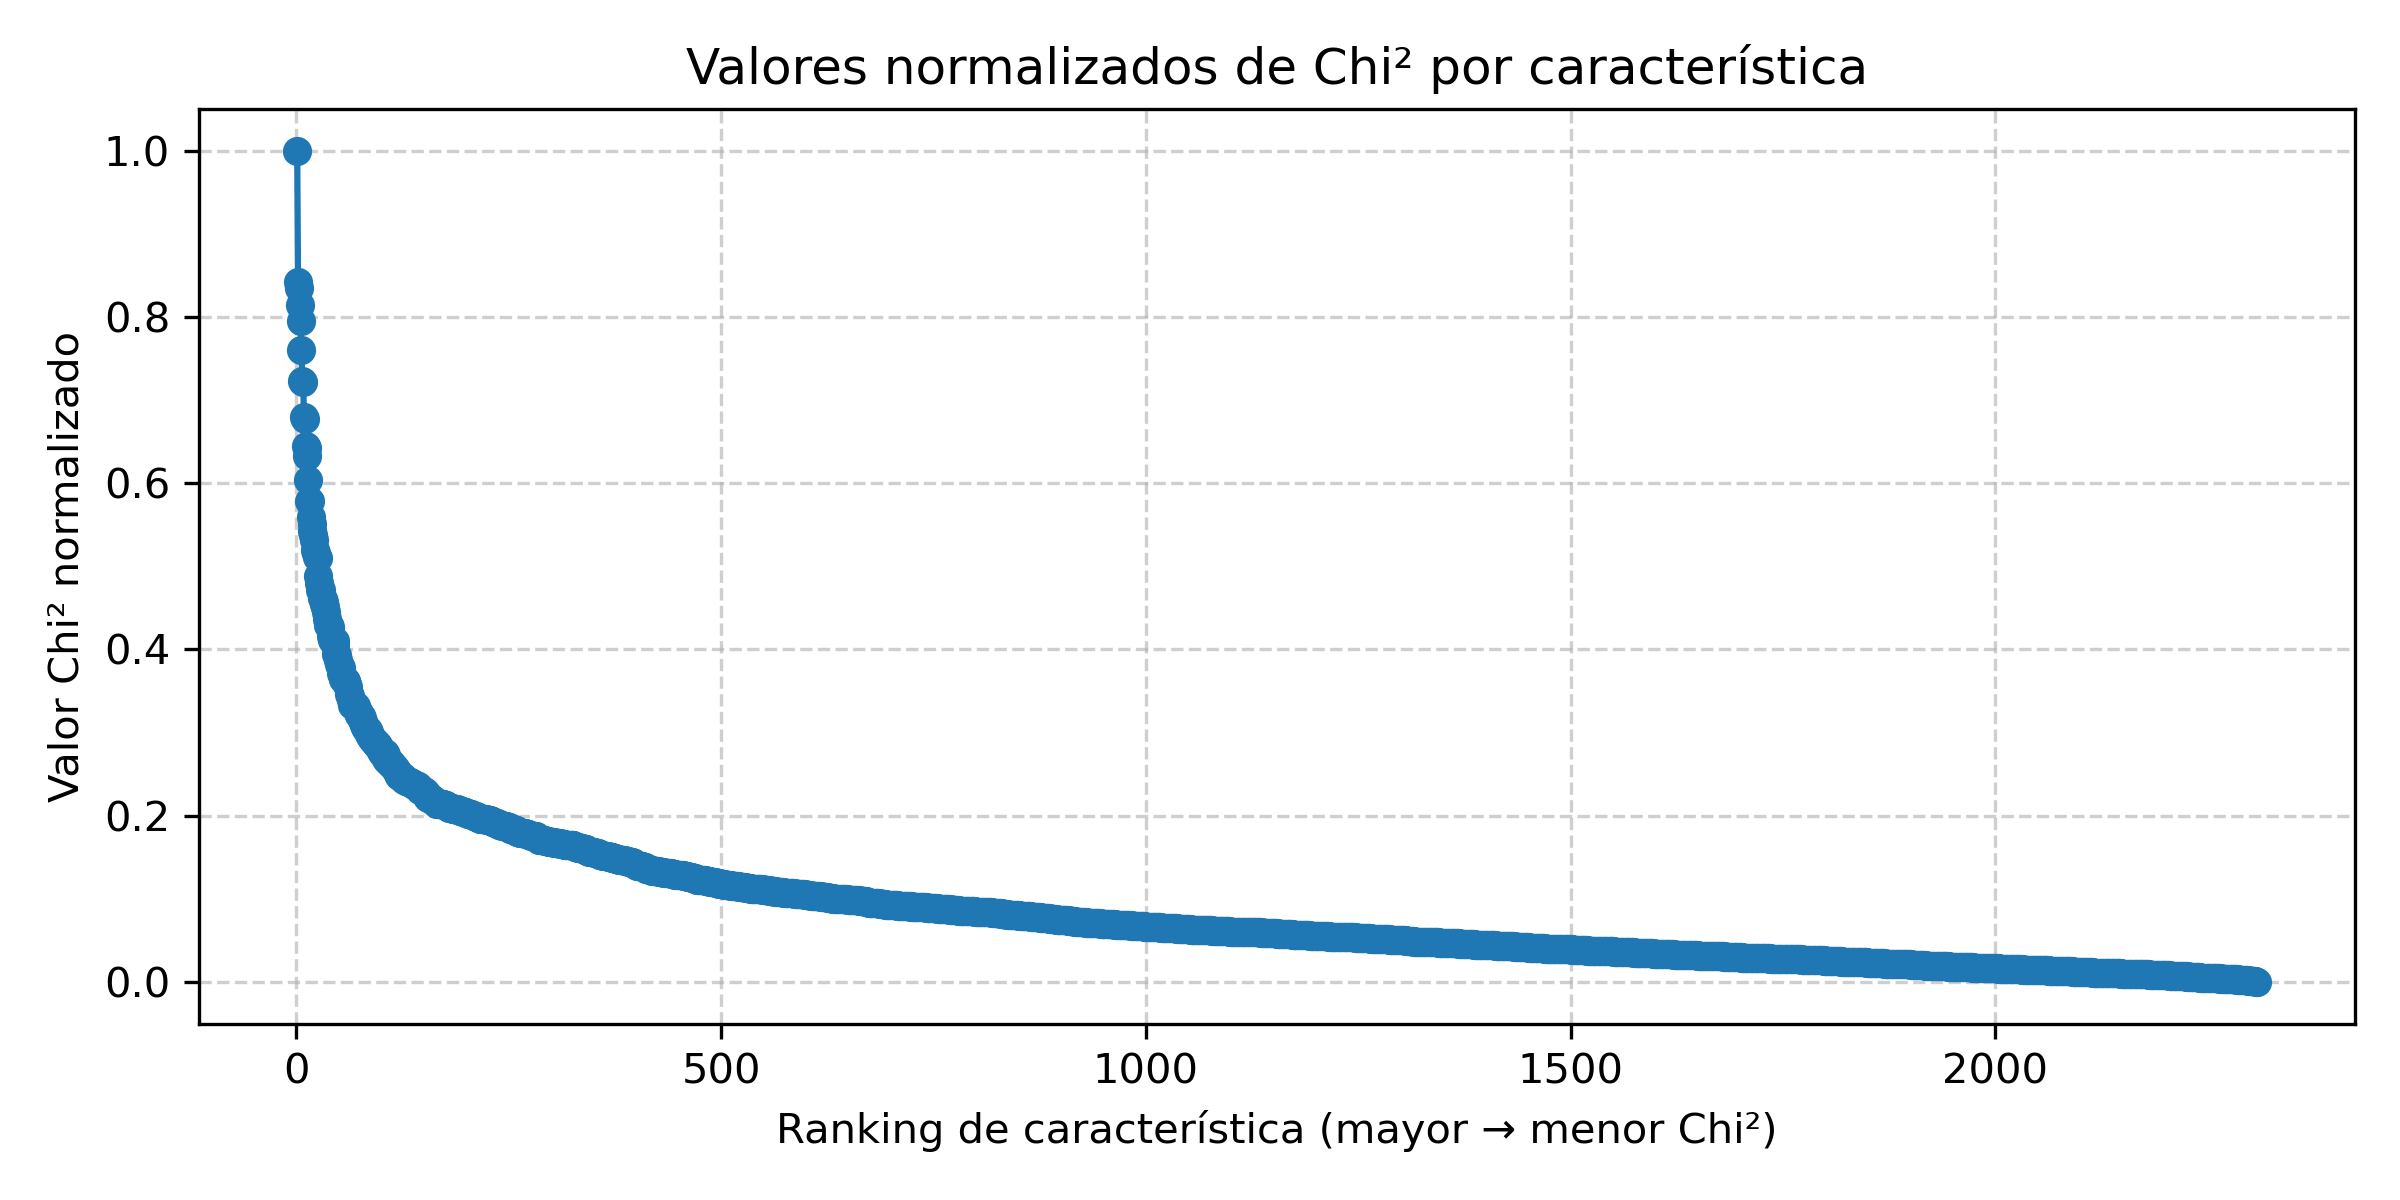 Valores normalizados de Chi² por característica
Valor Chi² normalizado
1.0
0.8
0.6
0.4
0.2
0.0
0 500 1000 1500 2000
Ranking de característica (mayor → menor Chi²)